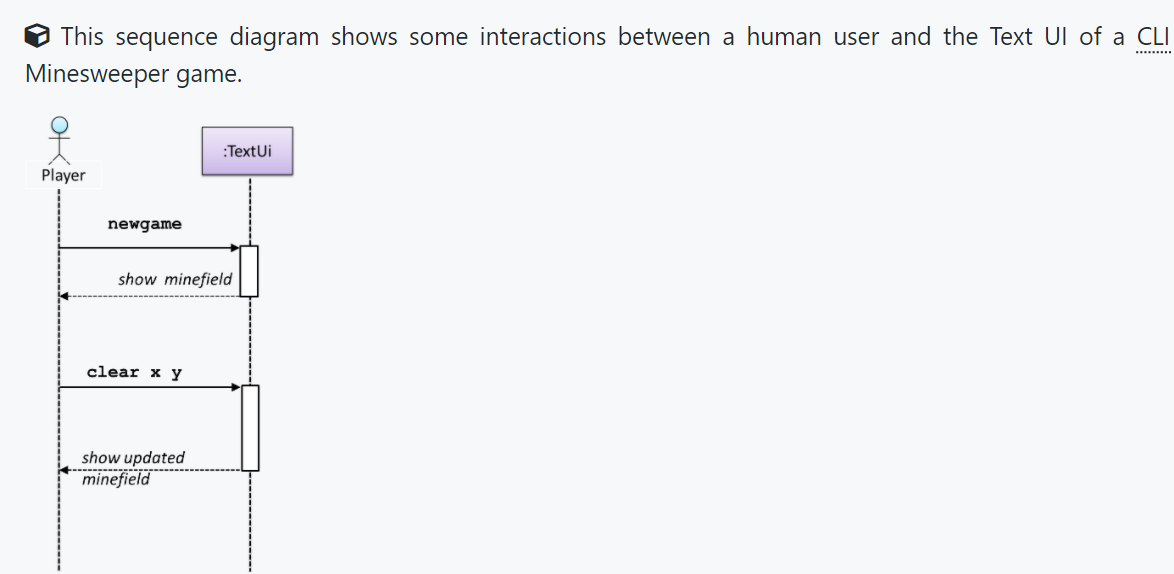 This sequence diagram shows some interactions between a human user and the Text UI of a CLI
Minesweeper game.
:TextUi
Player
newgame
show minefield
clear x y
show updated
minefield